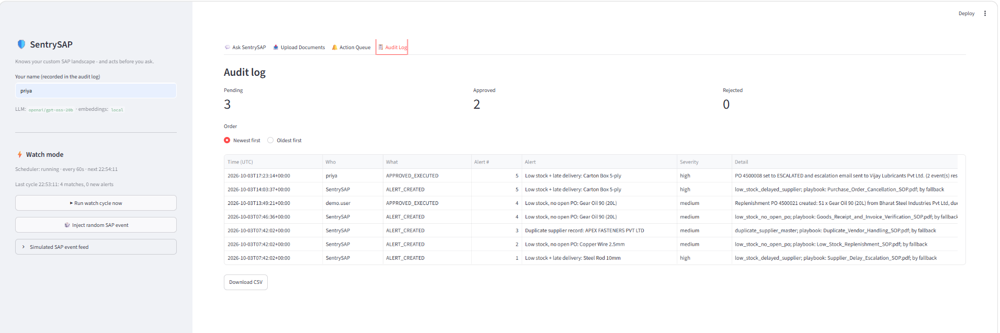 Deploy
SentrySAP
Knows your custom SAP landscape - and acts before you ask.
Your name (recorded in the audit log)
priya
LLM: openai/gpt-oss-20b · embeddings: local
Watch mode
Scheduler: running · every 60s · next 22:54:11
Last cycle 22:53:11: 4 matches, 0 new alerts
Run watch cycle now
Inject random SAP event
Simulated SAP event feed
Ask SentrySAP Upload Documents Action Queue Audit Log
Audit log
Pending Approved Rejected
3 2 0
Order
Newest first Oldest first
Time (UTC) Who What Alert # Alert Severity Detail
2026-10-03T17:23:14+00:00 priya APPROVED_EXECUTED 5 Low stock + late delivery: Carton Box 5-ply high PO 4500008 set to ESCALATED and escalation email sent to Vijay Lubricants Pvt Ltd. (2 event(s) res
2026-10-03T14:03:37+00:00 SentrySAP ALERT_CREATED 5 Low stock + late delivery: Carton Box 5-ply high low_stock_delayed_supplier; playbook: Purchase_Order_Cancellation_SOP.pdf; by fallback
2026-10-03T13:49:21+00:00 demo.user APPROVED_EXECUTED 4 Low stock, no open PO: Gear Oil 90 (20L) medium Replenishment PO 4500021 created: 51 x Gear Oil 90 (20L) from Bharat Steel Industries Pvt Ltd, due
2026-10-03T07:46:36+00:00 SentrySAP ALERT_CREATED 4 Low stock, no open PO: Gear Oil 90 (20L) medium low_stock_no_open_po; playbook: Goods_Receipt_and_Invoice_Verification_SOP.pdf; by fallback
2026-10-03T07:42:02+00:00 SentrySAP ALERT_CREATED 3 Duplicate supplier record: APEX FASTENERS PVT LTD medium duplicate_supplier_master; playbook: Duplicate_Vendor_Handling_SOP.pdf; by fallback
2026-10-03T07:42:02+00:00 SentrySAP ALERT_CREATED 2 Low stock, no open PO: Copper Wire 2.5mm medium low_stock_no_open_po; playbook: Low_Stock_Replenishment_SOP.pdf; by fallback
2026-10-03T07:42:02+00:00 SentrySAP ALERT_CREATED 1 Low stock + late delivery: Steel Rod 10mm high low_stock_delayed_supplier; playbook: Supplier_Delay_Escalation_SOP.pdf; by fallback
Download CSV